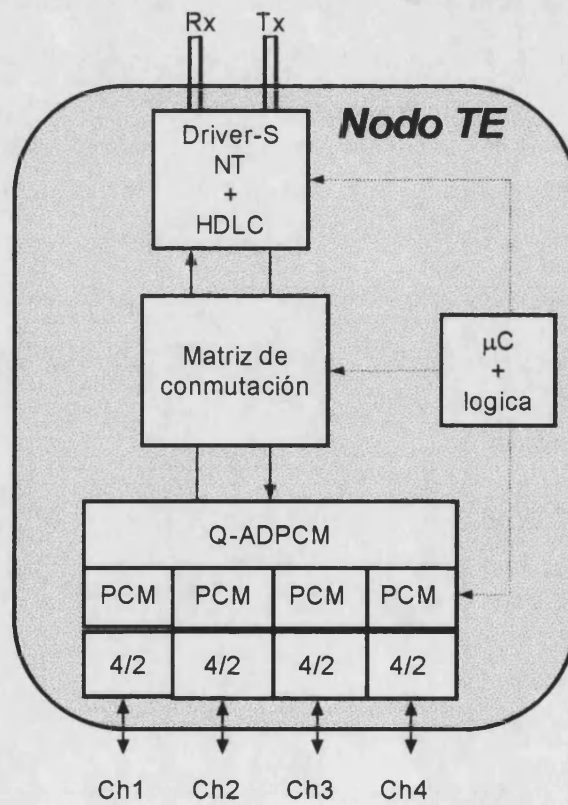 Rx Tx
Nodo TE
Driver-S
NT
+
HDLC
Matriz de
conmutación
µC
+
logica
Q-ADPCM
PCM PCM PCM PCM
4/2 4/2 4/2 4/2
Ch1 Ch2 Ch3 Ch4